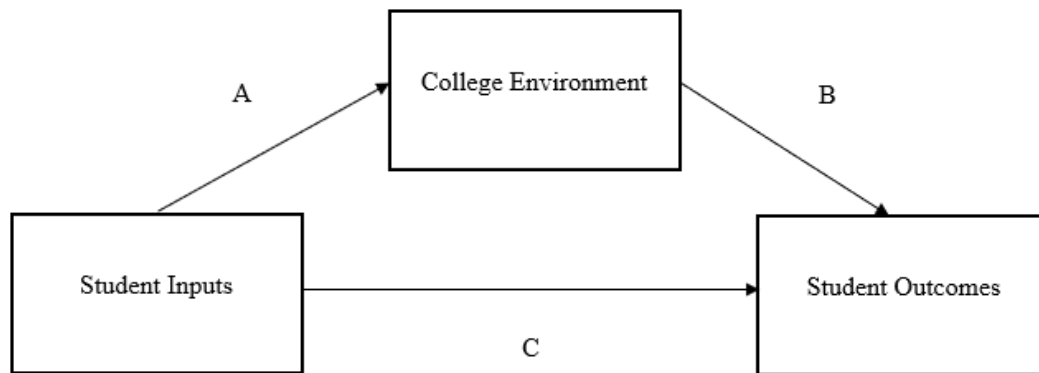 College Environment
A
B
Student Inputs
Student Outcomes
C